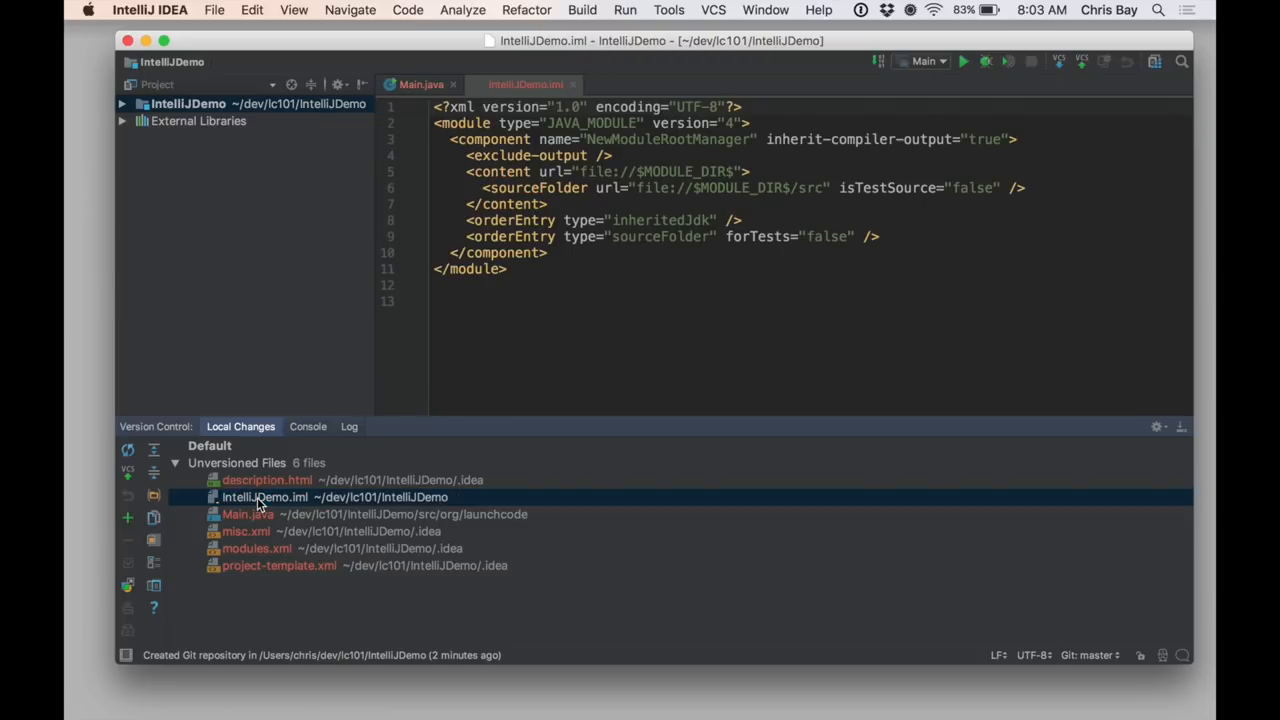 IntelliJ IDEA File Edit View Navigate Code Analyze Refactor Build Run Tools VCS Window Help 83% 8:03 AM Chris Bay
IntelliJDemo.iml - IntelliJDemo - [~/dev/lc101/IntelliJDemo]
IntelliJDemo Main VCS VCS
Project Main.java IntelliJDemo.iml
IntelliJDemo ~/dev/lc101/IntelliJDemo
External Libraries
1 <?xml version="1.0" encoding="UTF-8"?>
2 <module type="JAVA_MODULE" version="4">
3 <component name="NewModuleRootManager" inherit-compiler-output="true">
4 <exclude-output />
5 <content url="file://$MODULE_DIR$">
6 <sourceFolder url="file://$MODULE_DIR$/src" isTestSource="false" />
7 </content>
8 <orderEntry type="inheritedJdk" />
9 <orderEntry type="sourceFolder" forTests="false" />
10 </component>
11 </module>
12
13
Version Control: Local Changes Console Log
Default
Unversioned Files 6 files
description.html ~/dev/lc101/IntelliJDemo/.idea
IntelliJDemo.iml ~/dev/lc101/IntelliJDemo
Main.java ~/dev/lc101/IntelliJDemo/src/org/launchcode
misc.xml ~/dev/lc101/IntelliJDemo/.idea
modules.xml ~/dev/lc101/IntelliJDemo/.idea
project-template.xml ~/dev/lc101/IntelliJDemo/.idea
VCS
?
Created Git repository in /Users/chris/dev/lc101/IntelliJDemo (2 minutes ago) LF UTF-8 Git: master